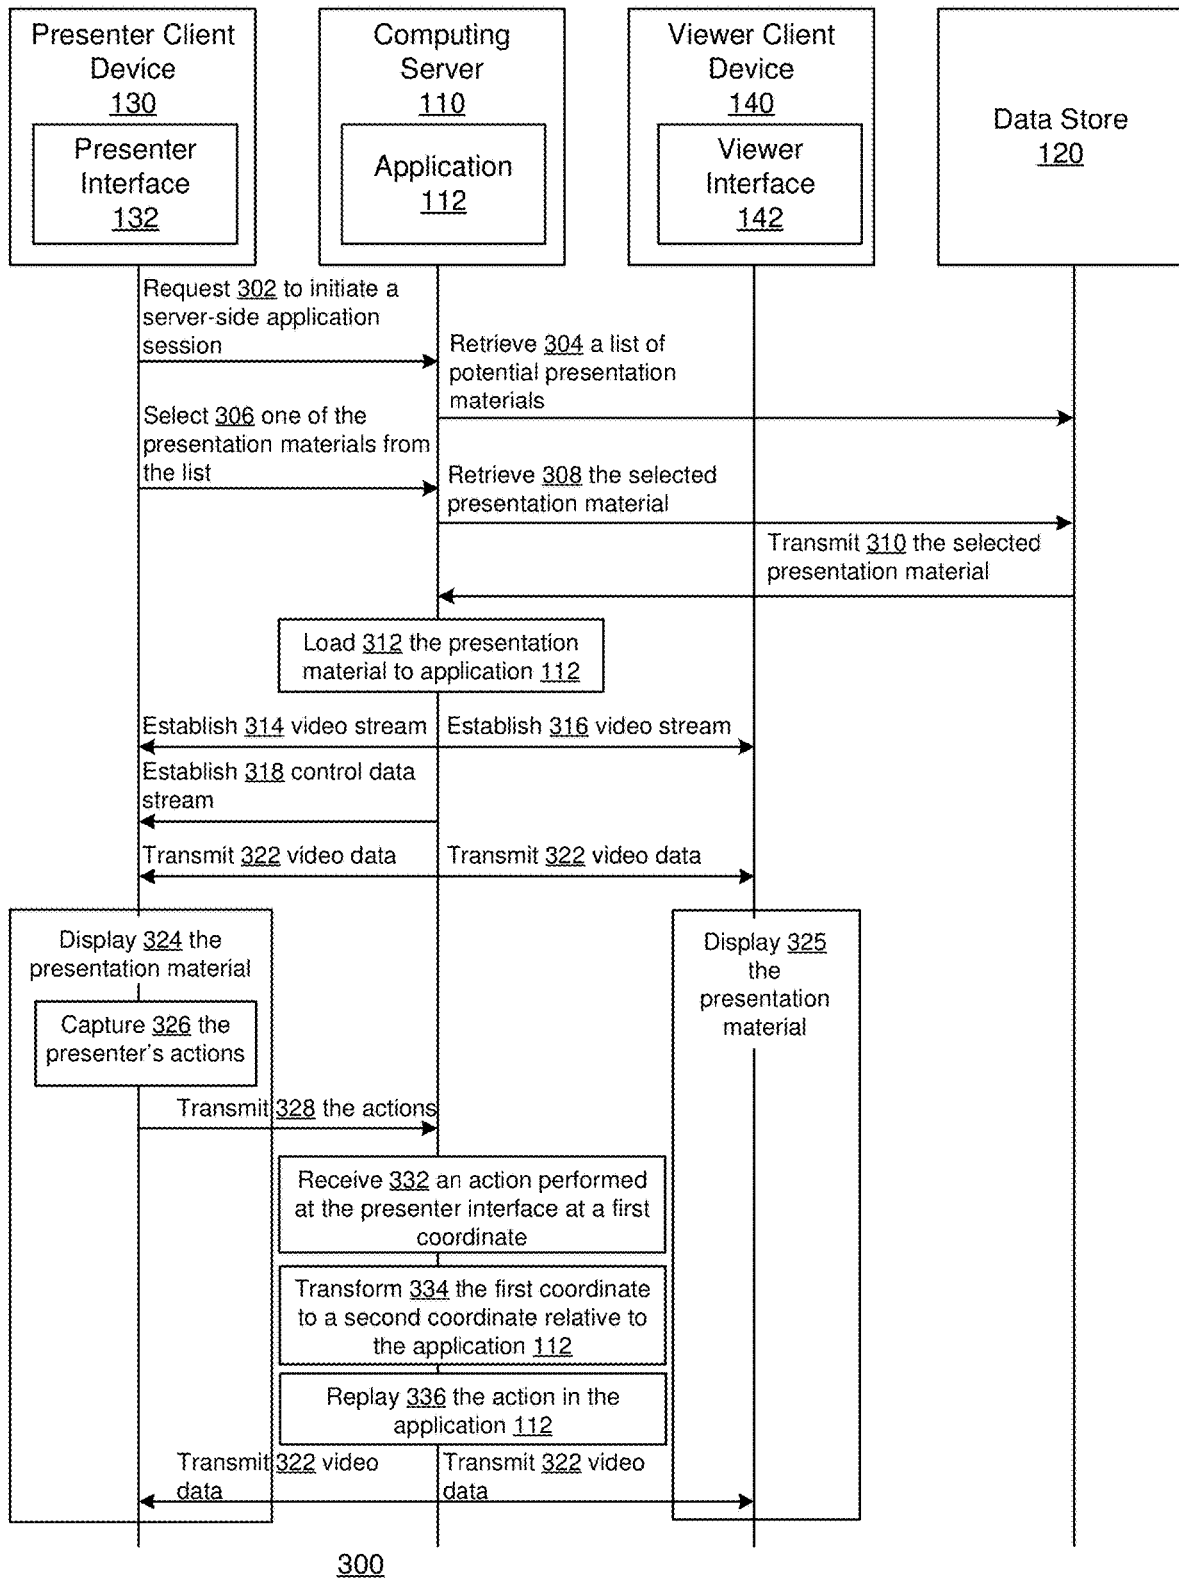 Presenter Client
Device
130
Presenter
Interface
132
Computing
Server
110
Application
112
Viewer Client
Device
140
Viewer
Interface
142
Data Store
120
Request 302 to initiate a
server-side application
session
Retrieve 304 a list of
potential presentation
materials
Select 306 one of the
presentation materials from
the list
Retrieve 308 the selected
presentation material
Transmit 310 the selected
presentation material
Load 312 the presentation
material to application 112
Establish 314 video stream
Establish 316 video stream
Establish 318 control data
stream
Transmit 322 video data
Transmit 322 video data
Display 324 the
presentation material
Display 325
the
presentation
material
Capture 326 the
presenter's actions
Transmit 328 the actions
Receive 332 an action performed
at the presenter interface at a first
coordinate
Transform 334 the first coordinate
to a second coordinate relative to
the application 112
Replay 336 the action in the
application 112
Transmit 322 video
data
Transmit 322 video
data
300